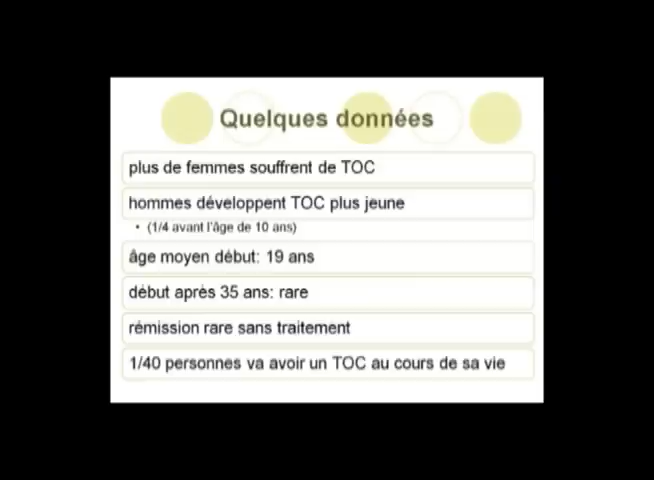 Quelques données
plus de femmes souffrent de TOC
hommes développent TOC plus jeune
• (1/4 avant l'âge de 10 ans)
âge moyen début: 19 ans
début après 35 ans: rare
rémission rare sans traitement
1/40 personnes va avoir un TOC au cours de sa vie